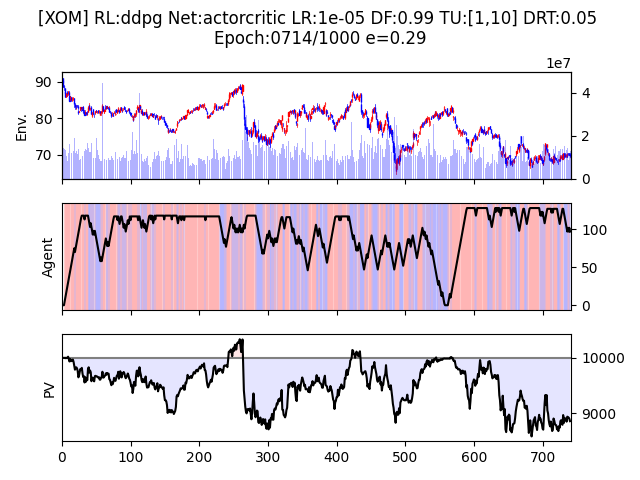 [XOM] RL:ddpg Net:actorcritic LR:1e-05 DF:0.99 TU:[1,10] DRT:0.05
Epoch:0714/1000 e=0.29
1e7
90
80
70
Env.
4
2
0
Agent
100
50
0
PV
10000
9000
0 100 200 300 400 500 600 700